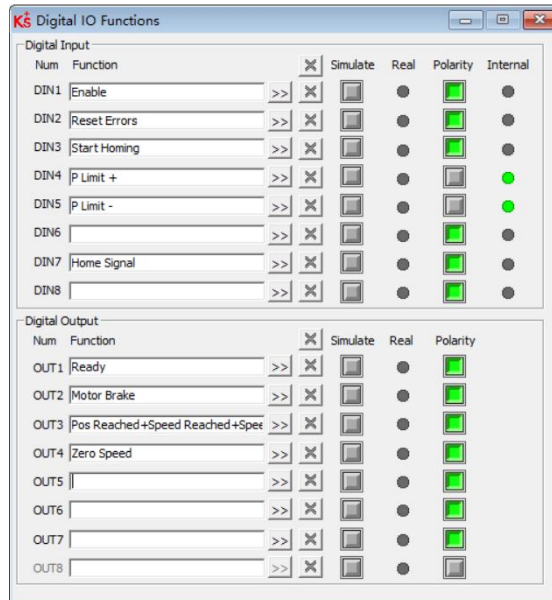 Digital IO Functions
Digital Input
Num Function Simulate Real Polarity Internal
DIN1 Enable >>
DIN2 Reset Errors >>
DIN3 Start Homing >>
DIN4 P Limit + >>
DIN5 P Limit - >>
DIN6 >>
DIN7 Home Signal >>
DIN8 >>
Digital Output
Num Function Simulate Real Polarity
OUT1 Ready >>
OUT2 Motor Brake >>
OUT3 Pos Reached+Speed Reached+Spee >>
OUT4 Zero Speed >>
OUT5 >>
OUT6 >>
OUT7 >>
OUT8 >>